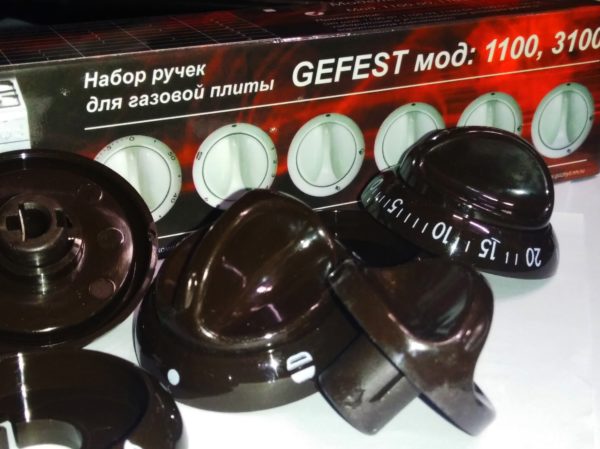 Набор ручек
для газовой плиты
GEFEST мод: 1100, 3100
5 10 15 20